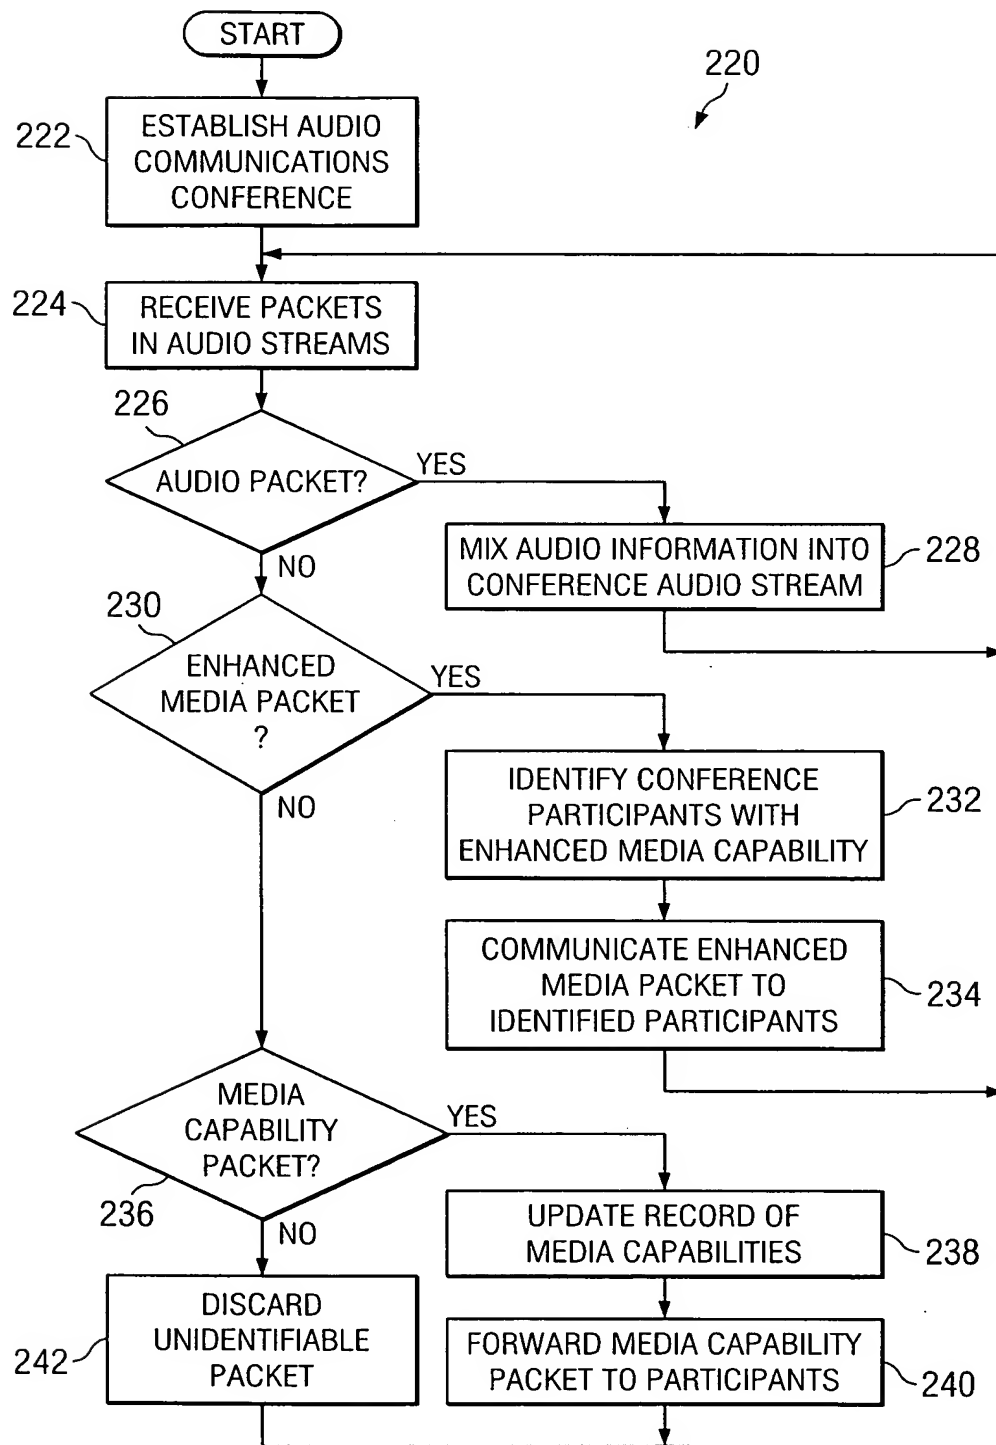 START
220
222
ESTABLISH AUDIO
COMMUNICATIONS
CONFERENCE
224
RECEIVE PACKETS
IN AUDIO STREAMS
226
AUDIO PACKET?
YES
NO
MIX AUDIO INFORMATION INTO
CONFERENCE AUDIO STREAM
228
230
ENHANCED
MEDIA PACKET
?
YES
NO
IDENTIFY CONFERENCE
PARTICIPANTS WITH
ENHANCED MEDIA CAPABILITY
232
COMMUNICATE ENHANCED
MEDIA PACKET TO
IDENTIFIED PARTICIPANTS
234
MEDIA
CAPABILITY
PACKET?
236
YES
NO
UPDATE RECORD OF
MEDIA CAPABILITIES
238
DISCARD
UNIDENTIFIABLE
PACKET
242
FORWARD MEDIA CAPABILITY
PACKET TO PARTICIPANTS
240